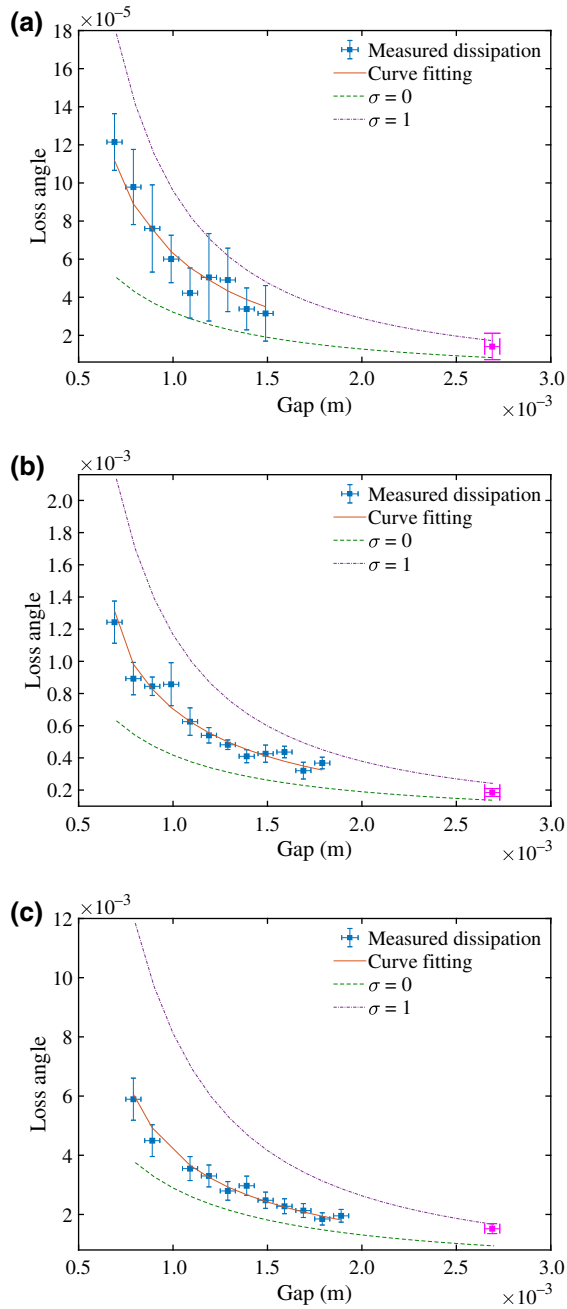 (a)
×10⁻⁵
18
16
14
12
10
8
6
4
2
Loss angle
Measured dissipation
Curve fitting
σ = 0
σ = 1
0.5 1.0 1.5 2.0 2.5 3.0
Gap (m)
×10⁻³
(b)
×10⁻³
2.0
1.8
1.6
1.4
1.2
1.0
0.8
0.6
0.4
0.2
Loss angle
Measured dissipation
Curve fitting
σ = 0
σ = 1
0.5 1.0 1.5 2.0 2.5 3.0
Gap (m)
×10⁻³
(c)
×10⁻³
12
10
8
6
4
2
Loss angle
Measured dissipation
Curve fitting
σ = 0
σ = 1
0.5 1.0 1.5 2.0 2.5 3.0
Gap (m)
×10⁻³